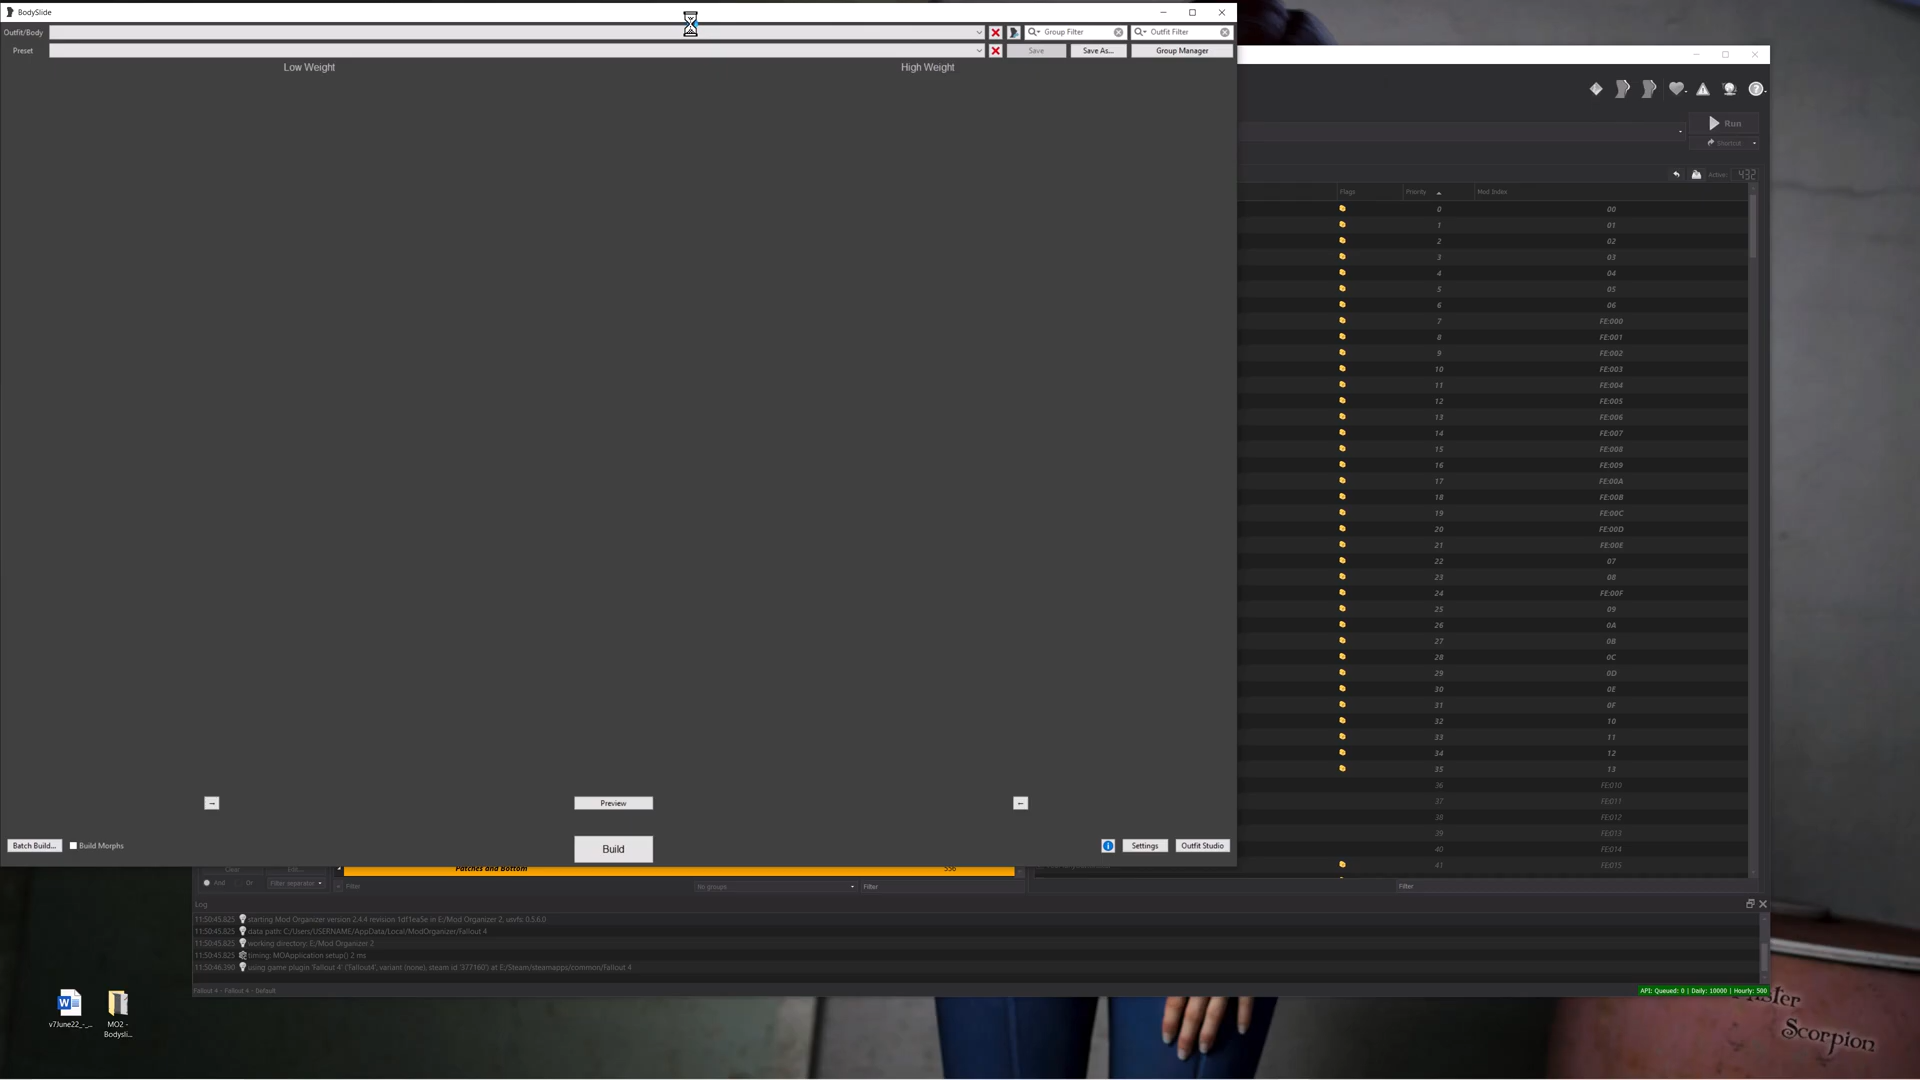 BodySlide
Outfit/Body
Group Filter
Outfit Filter
Preset
Save
Save As...
Group Manager
Low Weight
High Weight
Run
Shortcut
Active: 432
Flags
Priority
Mod Index
0 00
1 01
2 02
3 03
4 04
5 05
6 06
7 FE:000
8 FE:001
9 FE:002
10 FE:003
11 FE:004
12 FE:005
13 FE:006
14 FE:007
15 FE:008
16 FE:009
17 FE:00A
18 FE:00B
19 FE:00C
20 FE:00D
21 FE:00E
22 07
23 08
24 FE:00F
25 09
26 0A
27 0B
28 0C
29 0D
30 0E
31 0F
32 10
33 11
34 12
35 13
36 FE:010
37 FE:011
38 FE:012
39 FE:013
40 FE:014
41 FE:015
Preview
Batch Build...
Build Morphs
Build
Settings
Outfit Studio
Clear
Edit...
Patches and Bottom
And
Or
Filter separators
Filter
No groups
Filter
Filter
Log
11:50:45.825 starting Mod Organizer version 2.4.4 revision 1df1ea5e in E:/Mod Organizer 2, usvfs: 0.5.6.0
11:50:45.825 data path: C:/Users/USERNAME/AppData/Local/ModOrganizer/Fallout 4
11:50:45.825 working directory: E:/Mod Organizer 2
11:50:45.825 timing: MOApplication setup() 2 ms
11:50:46.390 using game plugin 'Fallout 4' ('Fallout4', variant (none), steam id '377160') at E:/Steam/steamapps/common/Fallout 4
Fallout 4 - Fallout 4 - Default
API: Queued: 0 | Daily: 10000 | Hourly: 500
v7June22_-_...
MO2 -
Bodysli...
Scorpion